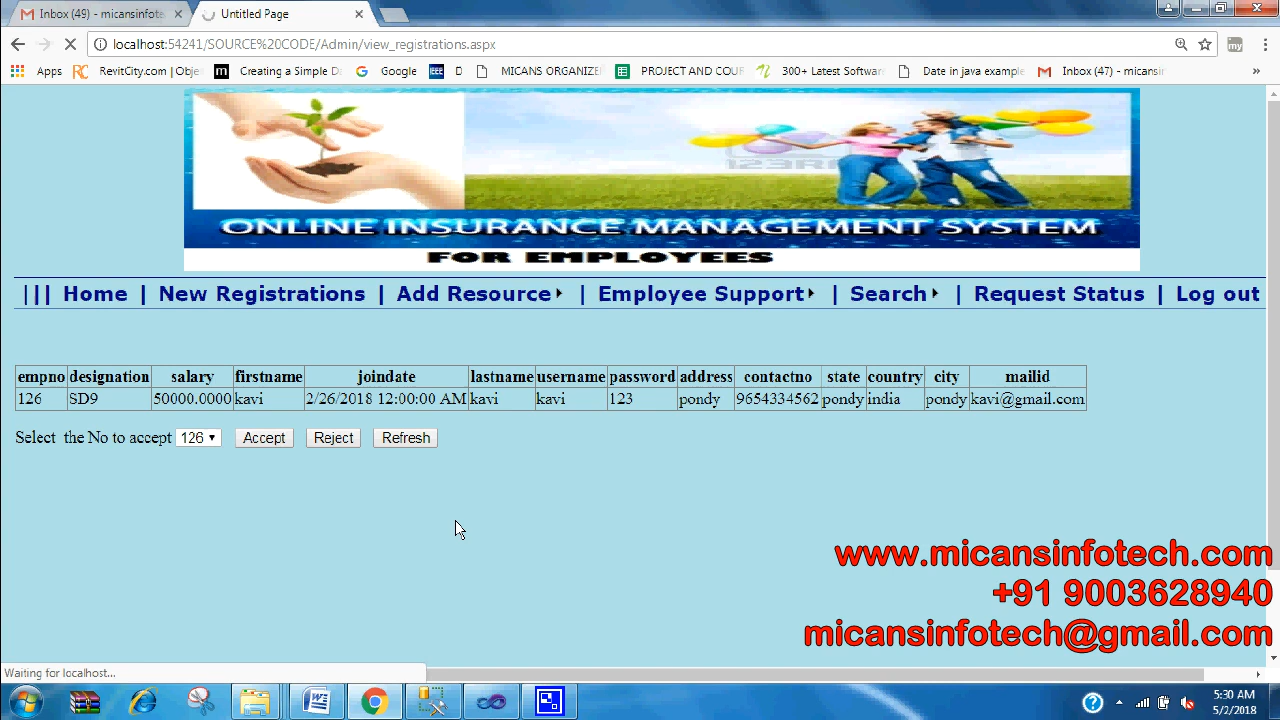 Inbox (49) - micansinfote
Untitled Page
localhost:54241/SOURCE%20CODE/Admin/view_registrations.aspx
Apps RevitCity.com | Obje Creating a Simple D Google IEEE D MICANS ORGANIZE PROJECT AND COUR 300+ Latest Softwar Date in java example Inbox (47) - micansir »
ONLINE INSURANCE MANAGEMENT SYSTEM
FOR EMPLOYEES
||| Home | New Registrations | Add Resource | Employee Support | Search | Request Status | Log out
empno designation salary firstname joindate lastname username password address contactno state country city mailid
126 SD9 50000.0000 kavi 2/26/2018 12:00:00 AM kavi kavi 123 pondy 9654334562 pondy india pondy kavi@gmail.com
Select the No to accept 126 Accept Reject Refresh
www.micansinfotech.com
+91 9003628940
micansinfotech@gmail.com
Waiting for localhost...
5:30 AM
5/2/2018